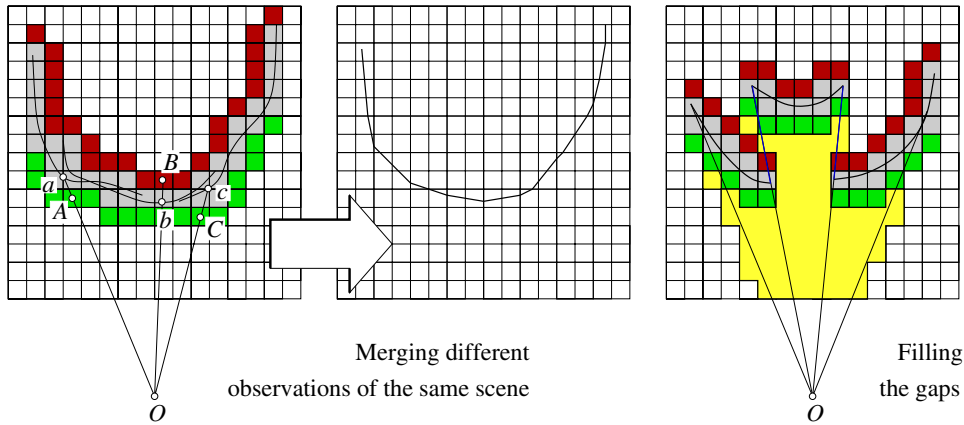 B
a
c
A
b
C
Merging different
observations of the same scene
O
Filling
the gaps
O